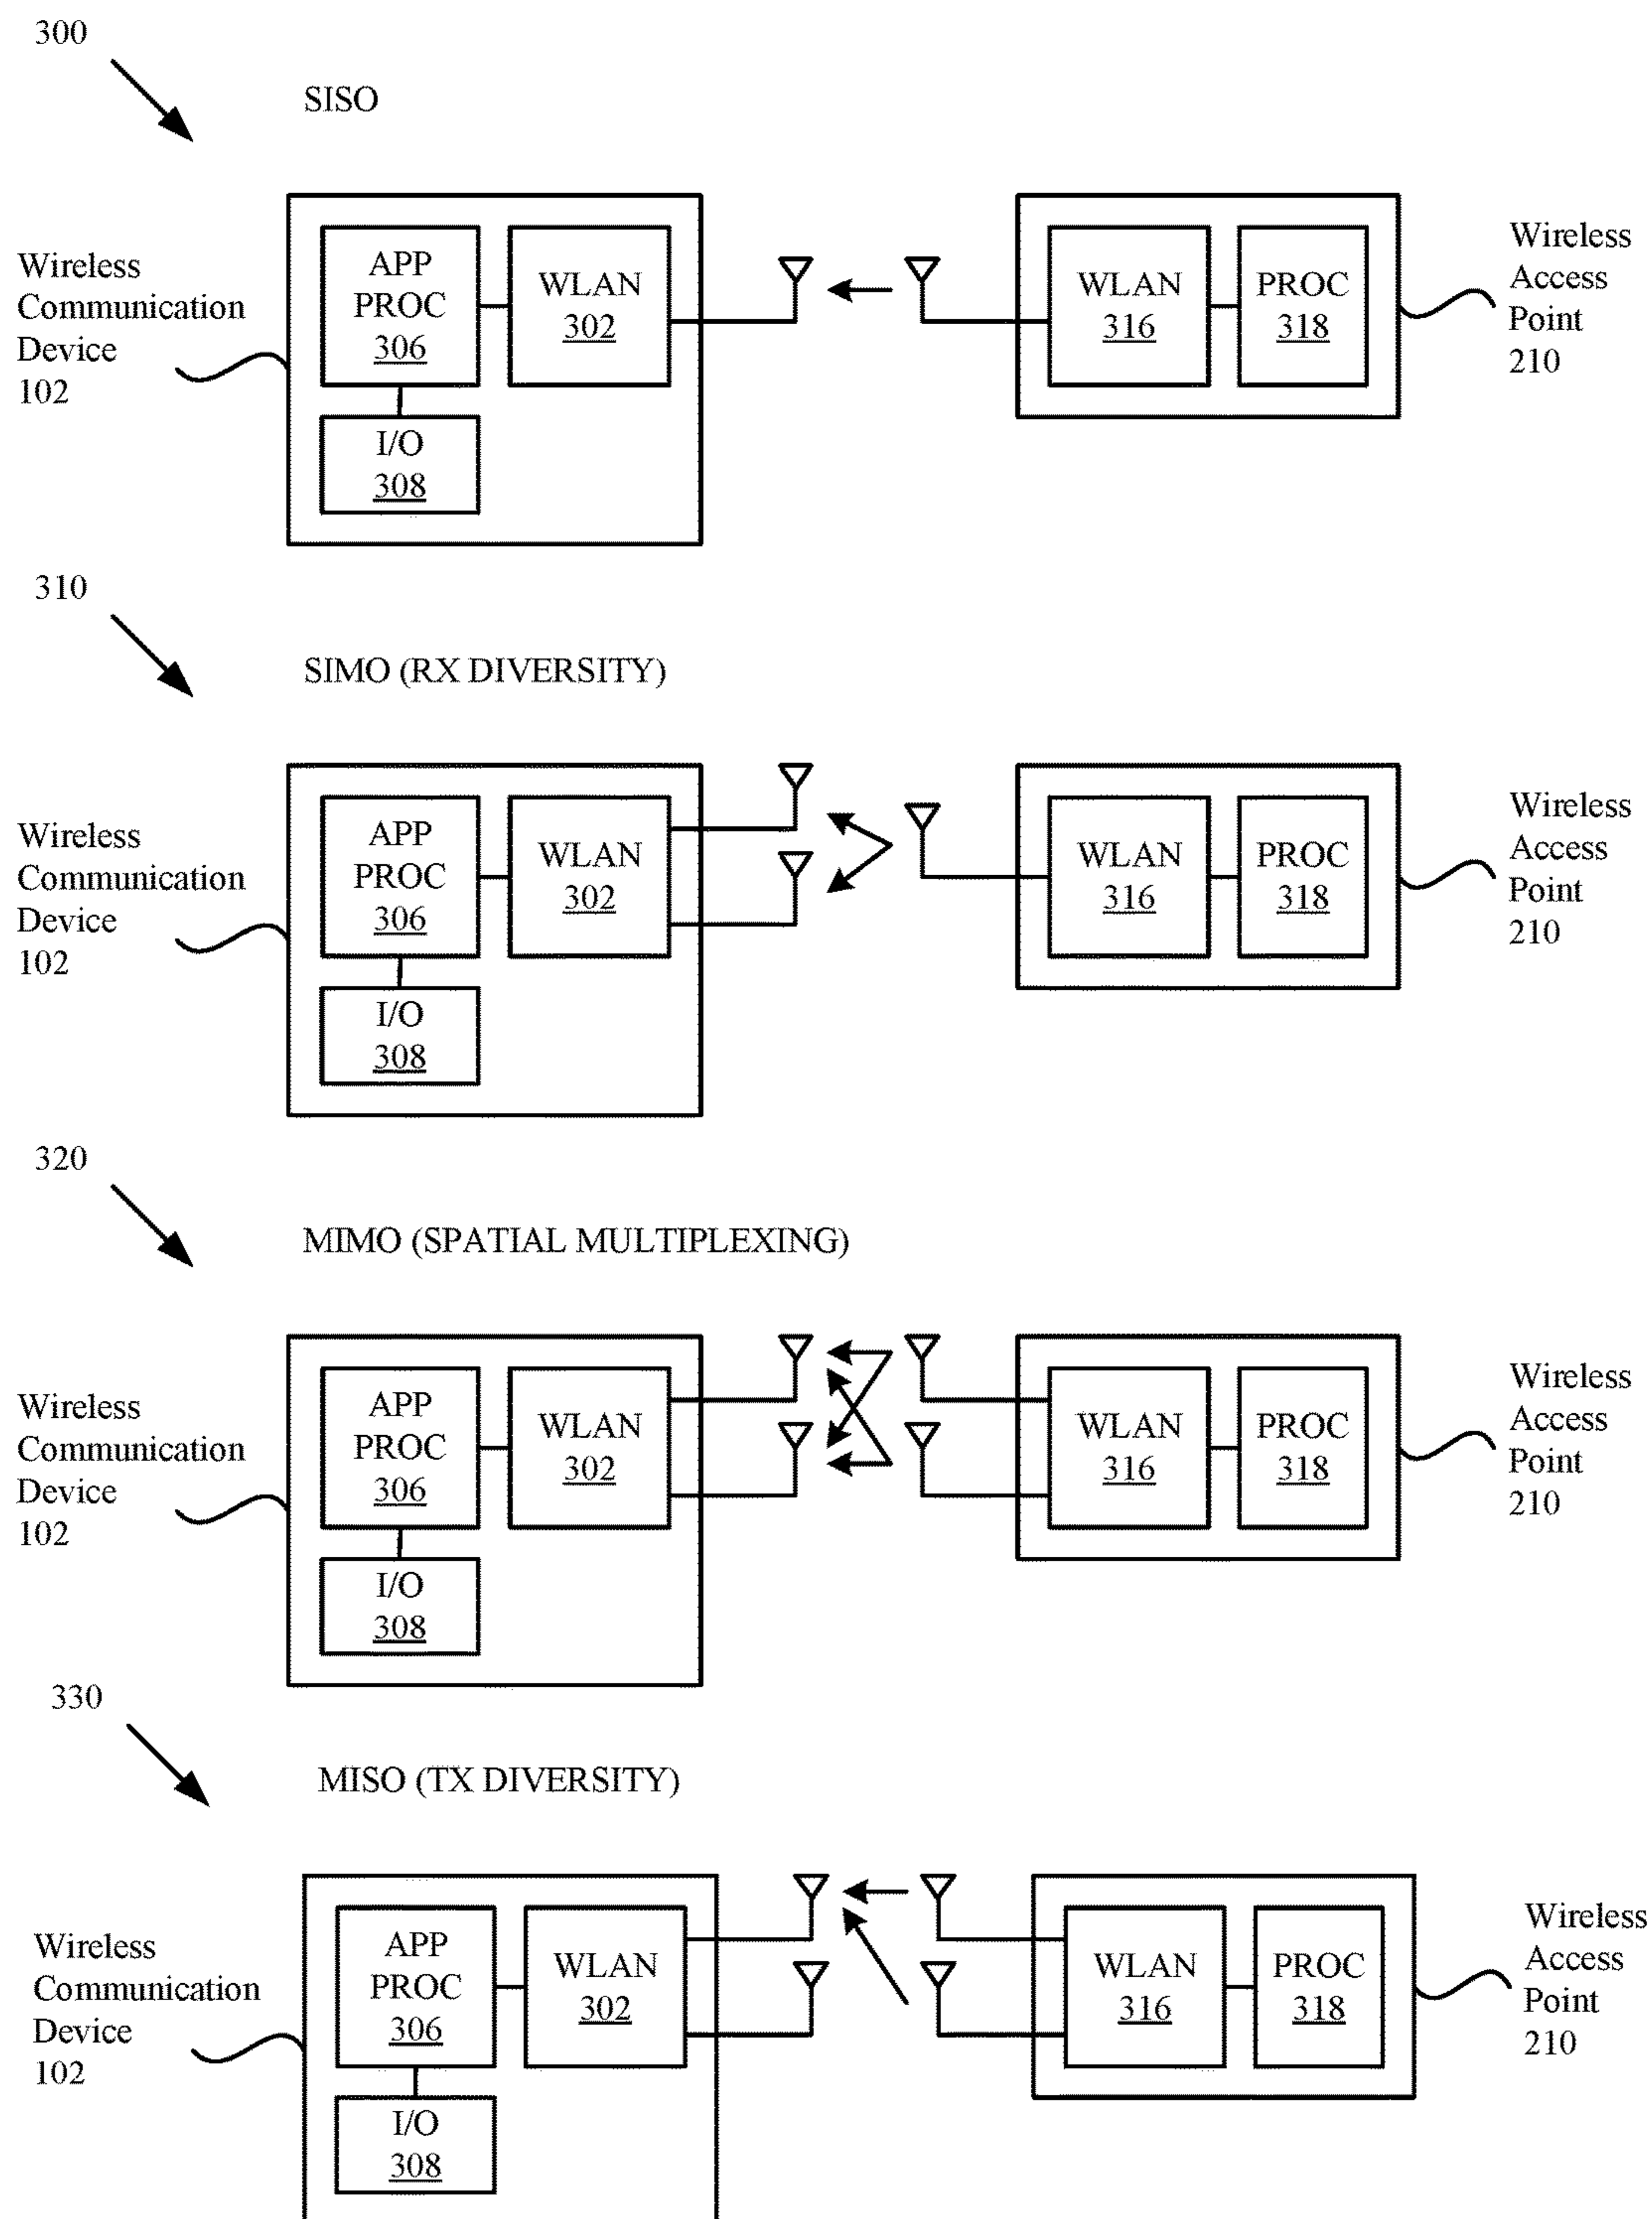 300
SISO
Wireless
Communication
Device
102
APP
PROC
306
WLAN
302
I/O
308
WLAN
316
PROC
318
Wireless
Access
Point
210
310
SIMO (RX DIVERSITY)
Wireless
Communication
Device
102
APP
PROC
306
WLAN
302
I/O
308
WLAN
316
PROC
318
Wireless
Access
Point
210
320
MIMO (SPATIAL MULTIPLEXING)
Wireless
Communication
Device
102
APP
PROC
306
WLAN
302
I/O
308
WLAN
316
PROC
318
Wireless
Access
Point
210
330
MISO (TX DIVERSITY)
Wireless
Communication
Device
102
APP
PROC
306
WLAN
302
I/O
308
WLAN
316
PROC
318
Wireless
Access
Point
210